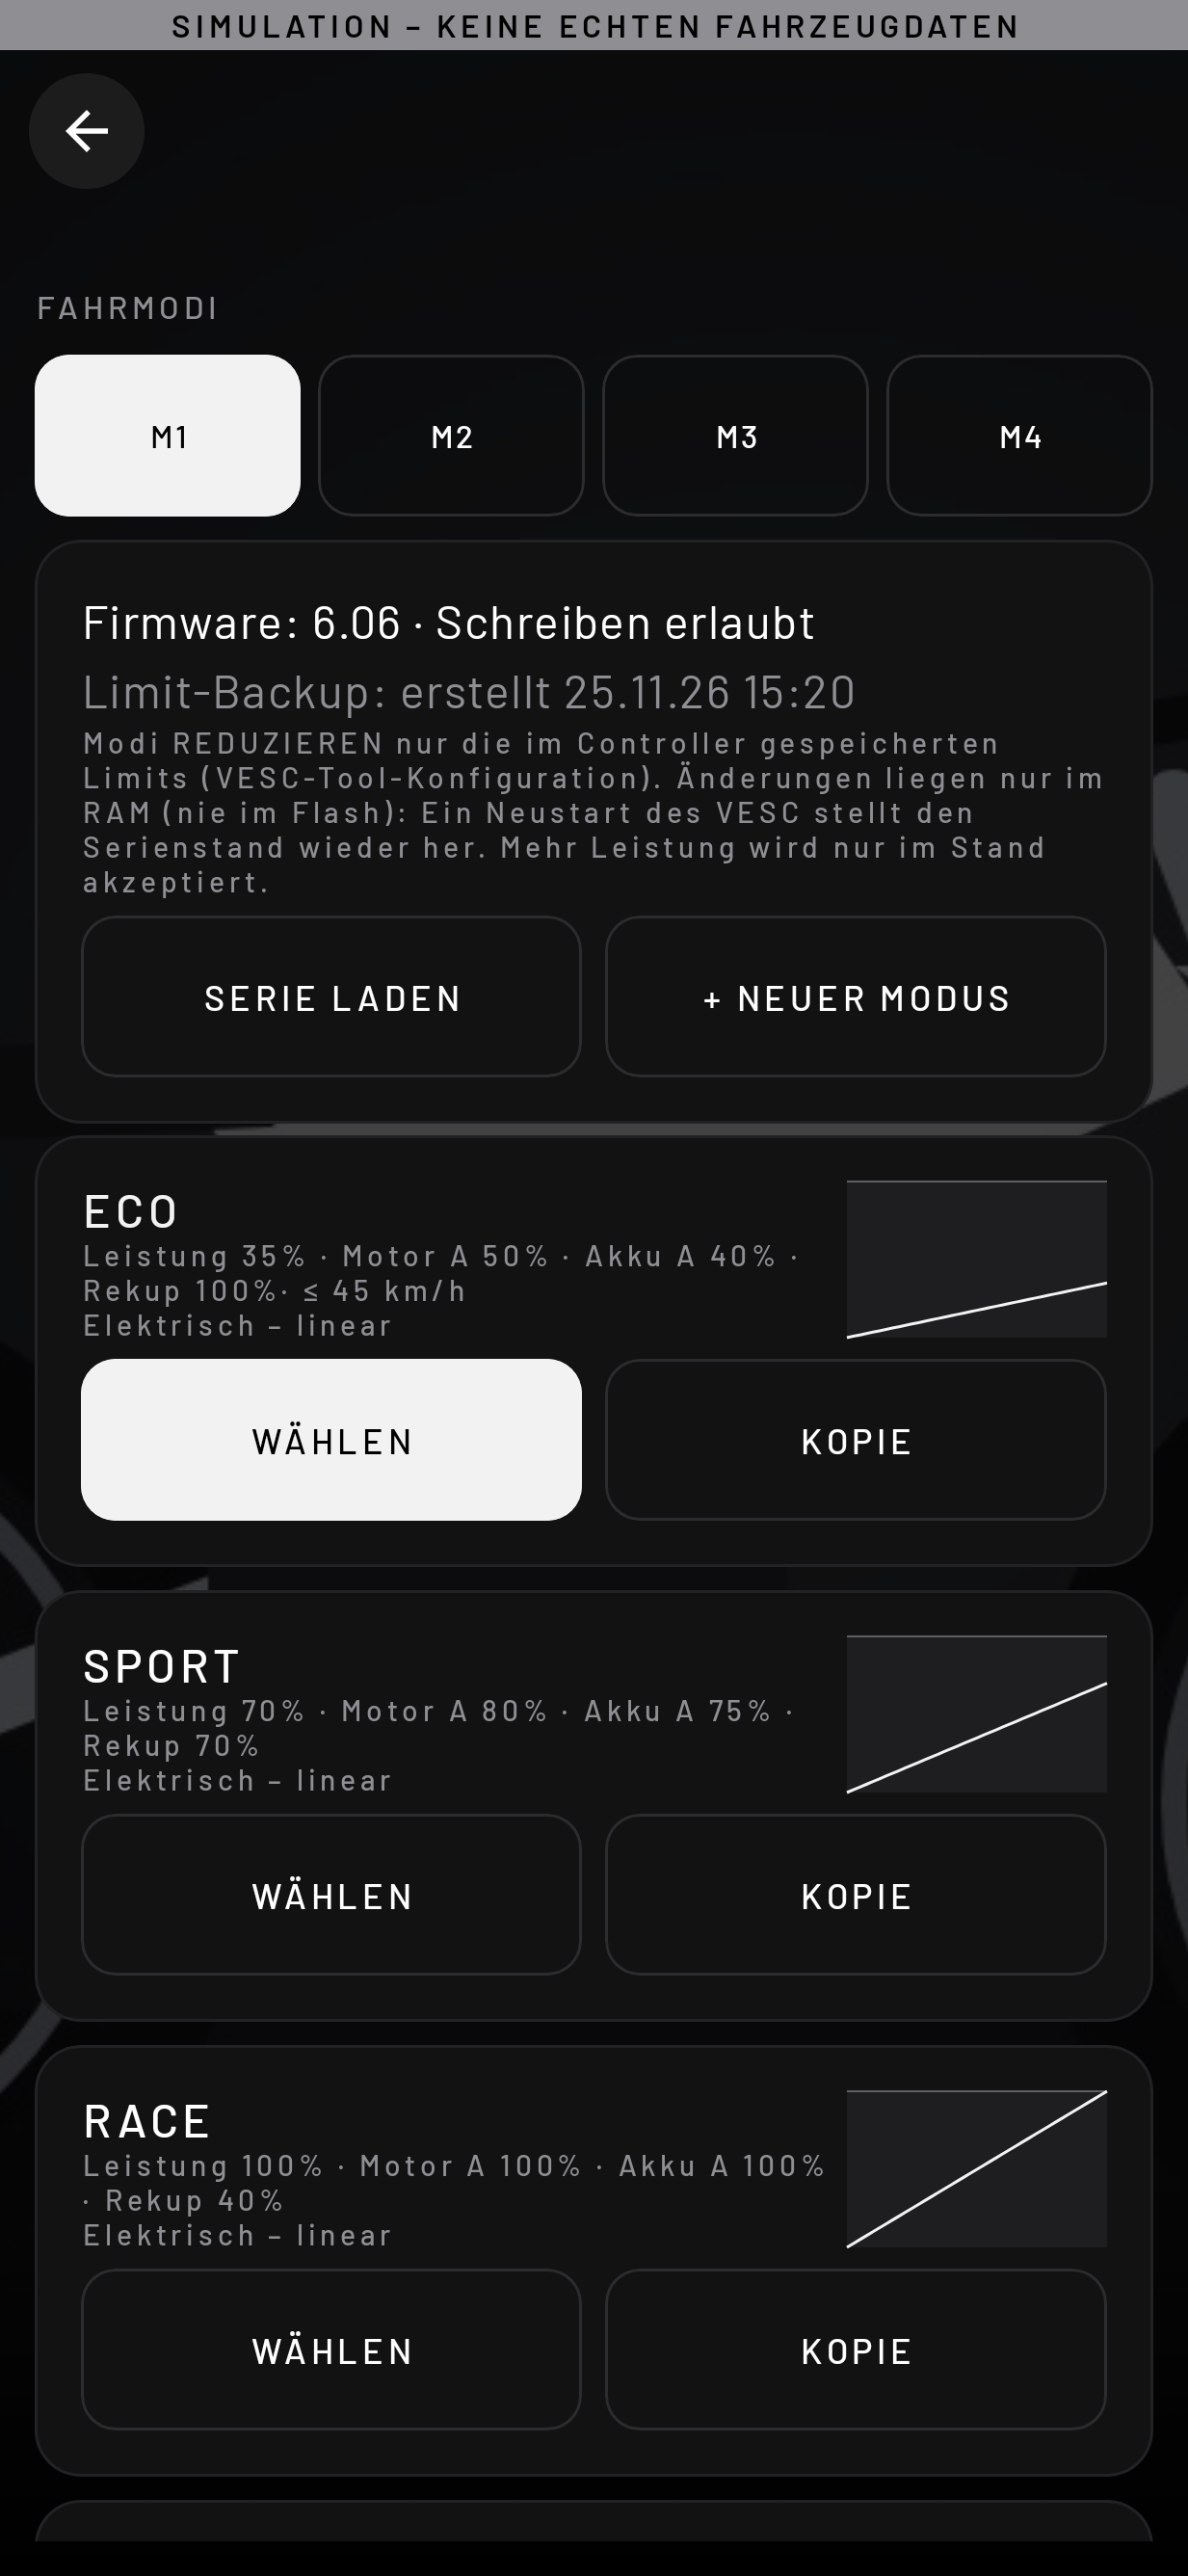 SIMULATION – KEINE ECHTEN FAHRZEUGDATEN
FAHRMODI
M1 M2 M3 M4
Firmware: 6.06 · Schreiben erlaubt
Limit-Backup: erstellt 25.11.26 15:20
Modi REDUZIEREN nur die im Controller gespeicherten
Limits (VESC-Tool-Konfiguration). Änderungen liegen nur im
RAM (nie im Flash): Ein Neustart des VESC stellt den
Serienstand wieder her. Mehr Leistung wird nur im Stand
akzeptiert.
SERIE LADEN + NEUER MODUS
ECO
Leistung 35% · Motor A 50% · Akku A 40% ·
Rekup 100%· ≤ 45 km/h
Elektrisch – linear
WÄHLEN KOPIE
SPORT
Leistung 70% · Motor A 80% · Akku A 75% ·
Rekup 70%
Elektrisch – linear
WÄHLEN KOPIE
RACE
Leistung 100% · Motor A 100% · Akku A 100%
· Rekup 40%
Elektrisch – linear
WÄHLEN KOPIE